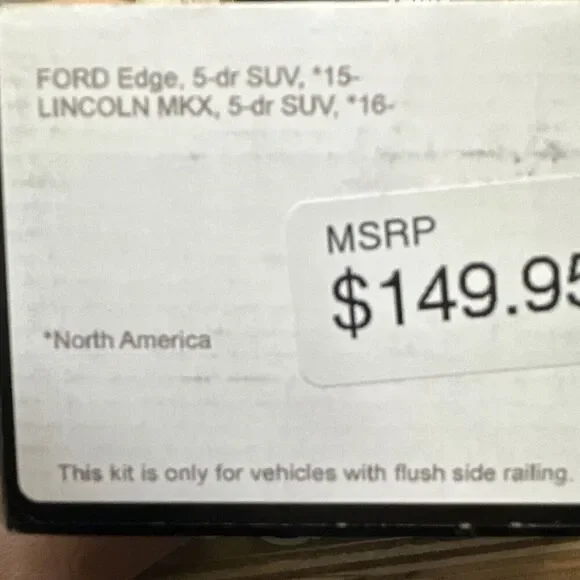 FORD Edge, 5-dr SUV, *15-
LINCOLN MKX, 5-dr SUV, *16-
MSRP
$149.95
*North America
This kit is only for vehicles with flush side railing.